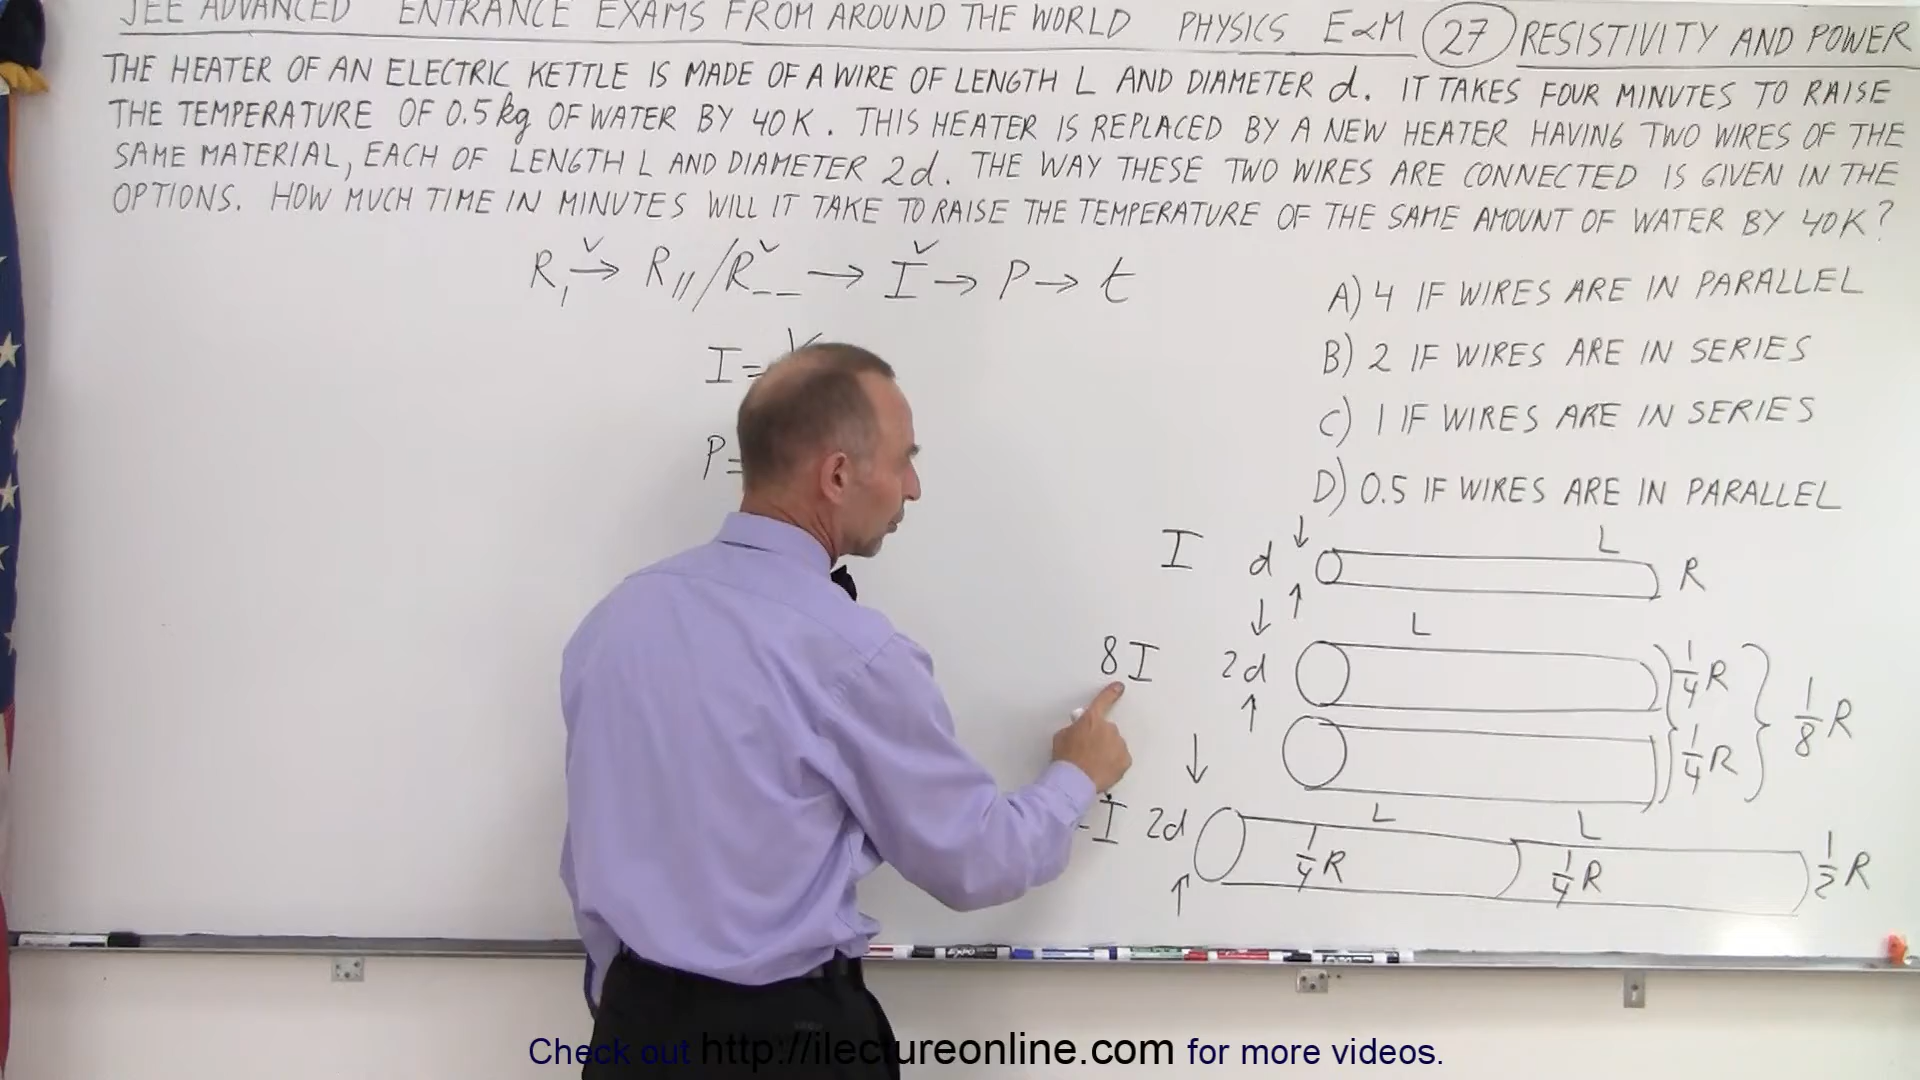 JEE ADVANCED ENTRANCE EXAMS FROM AROUND THE WORLD PHYSICS E&M 27 RESISTIVITY AND POWER
THE HEATER OF AN ELECTRIC KETTLE IS MADE OF A WIRE OF LENGTH L AND DIAMETER d. IT TAKES FOUR MINUTES TO RAISE
THE TEMPERATURE OF 0.5 kg OF WATER BY 40 K. THIS HEATER IS REPLACED BY A NEW HEATER HAVING TWO WIRES OF THE
SAME MATERIAL, EACH OF LENGTH L AND DIAMETER 2d. THE WAY THESE TWO WIRES ARE CONNECTED IS GIVEN IN THE
OPTIONS. HOW MUCH TIME IN MINUTES WILL IT TAKE TO RAISE THE TEMPERATURE OF THE SAME AMOUNT OF WATER BY 40K?
R₁ → R∥/R-- → I → P → t
A) 4 IF WIRES ARE IN PARALLEL
B) 2 IF WIRES ARE IN SERIES
C) 1 IF WIRES ARE IN SERIES
D) 0.5 IF WIRES ARE IN PARALLEL
I =
P =
I d L R
8I 2d L 1/4 R 1/8 R
1/4 R
I 2d L L
1/4 R 1/4 R 1/2 R
EXPO
Check out http://ilectureonline.com for more videos.